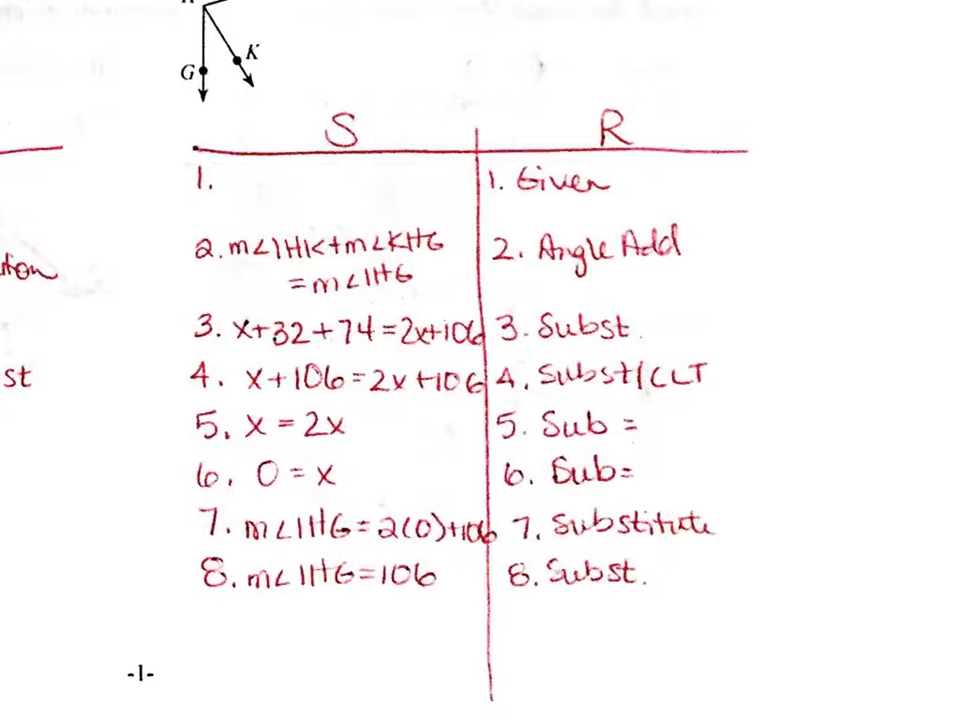 K
G
S R
1. 1. Given
2. m∠IHK+m∠KHG 2. Angle Add
= m∠IHG
3. x+32+74=2x+106 3. Subst.
st 4. x+106=2x+106 4. Subst/CLT
5. x = 2x 5. Sub =
6. 0 = x 6. Sub=
7. m∠IHG=2(0)+106 7. Substitute
8. m∠IHG=106 8. Subst.
-1-